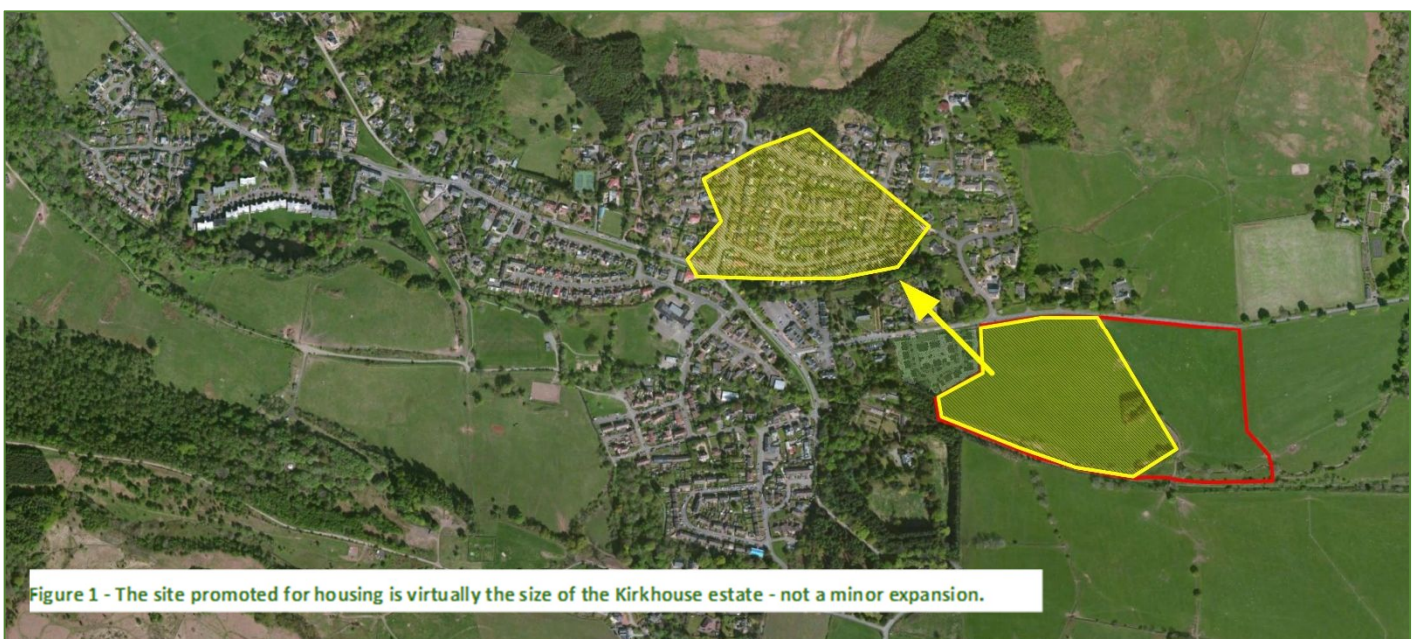 Figure 1 - The site promoted for housing is virtually the size of the Kirkhouse estate - not a minor expansion.